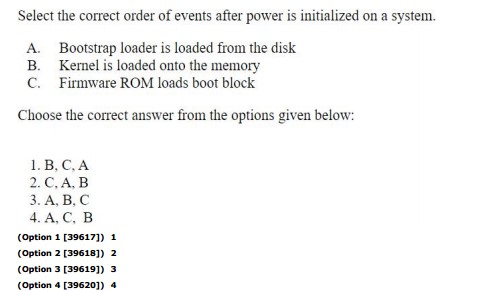 Select the correct order of events after power is initialized on a system.
A. Bootstrap loader is loaded from the disk
B. Kernel is loaded onto the memory
C. Firmware ROM loads boot block
Choose the correct answer from the options given below:
1. B, C, A
2. C, A, B
3. A, B, C
4. A, C, B
(Option 1 [39617]) 1
(Option 2 [39618]) 2
(Option 3 [39619]) 3
(Option 4 [39620]) 4